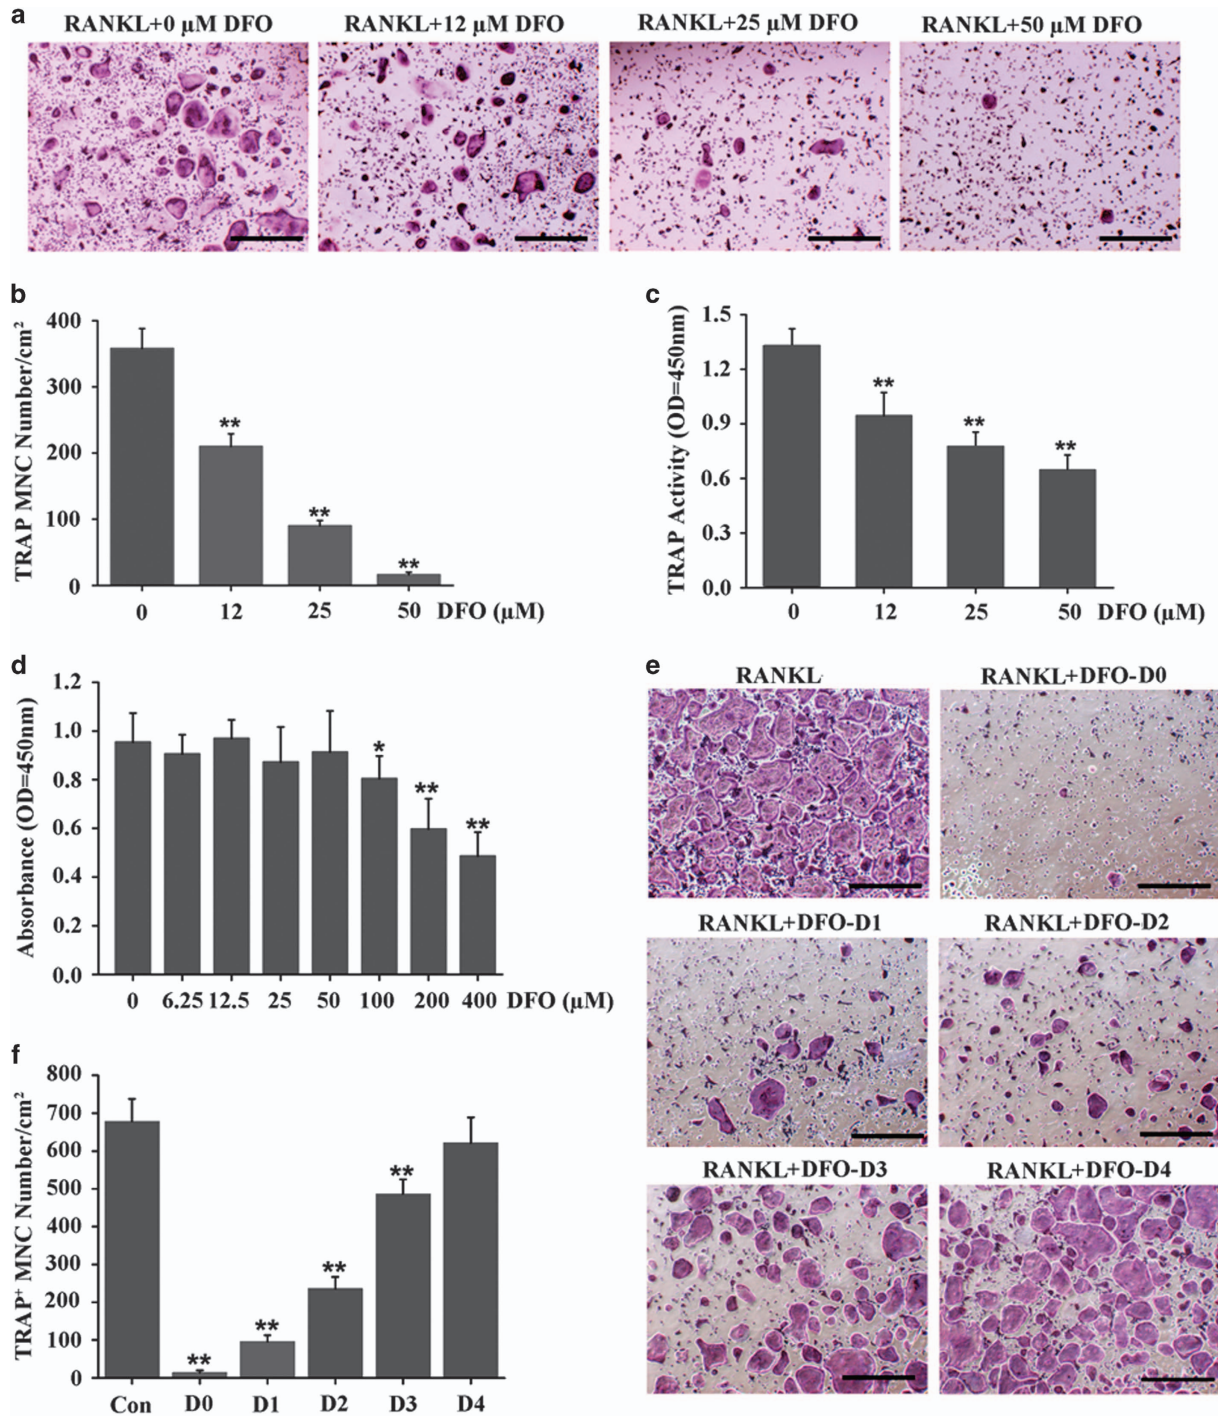 a
RANKL+0 µM DFO
RANKL+12 µM DFO
RANKL+25 µM DFO
RANKL+50 µM DFO
b
TRAP MNC Number/cm²
400
300
200
100
0
**
**
**
0 12 25 50 DFO (µM)
c
TRAP Activity (OD=450nm)
1.5
1.2
0.9
0.6
0.3
0.0
**
**
**
0 12 25 50 DFO (µM)
d
Absorbance (OD=450nm)
1.2
1.0
0.8
0.6
0.4
0.2
0.0
*
**
**
0 6.25 12.5 25 50 100 200 400 DFO (µM)
e
RANKL
RANKL+DFO-D0
RANKL+DFO-D1
RANKL+DFO-D2
RANKL+DFO-D3
RANKL+DFO-D4
f
TRAP⁺ MNC Number/cm²
800
700
600
500
400
300
200
100
0
**
**
**
**
Con D0 D1 D2 D3 D4